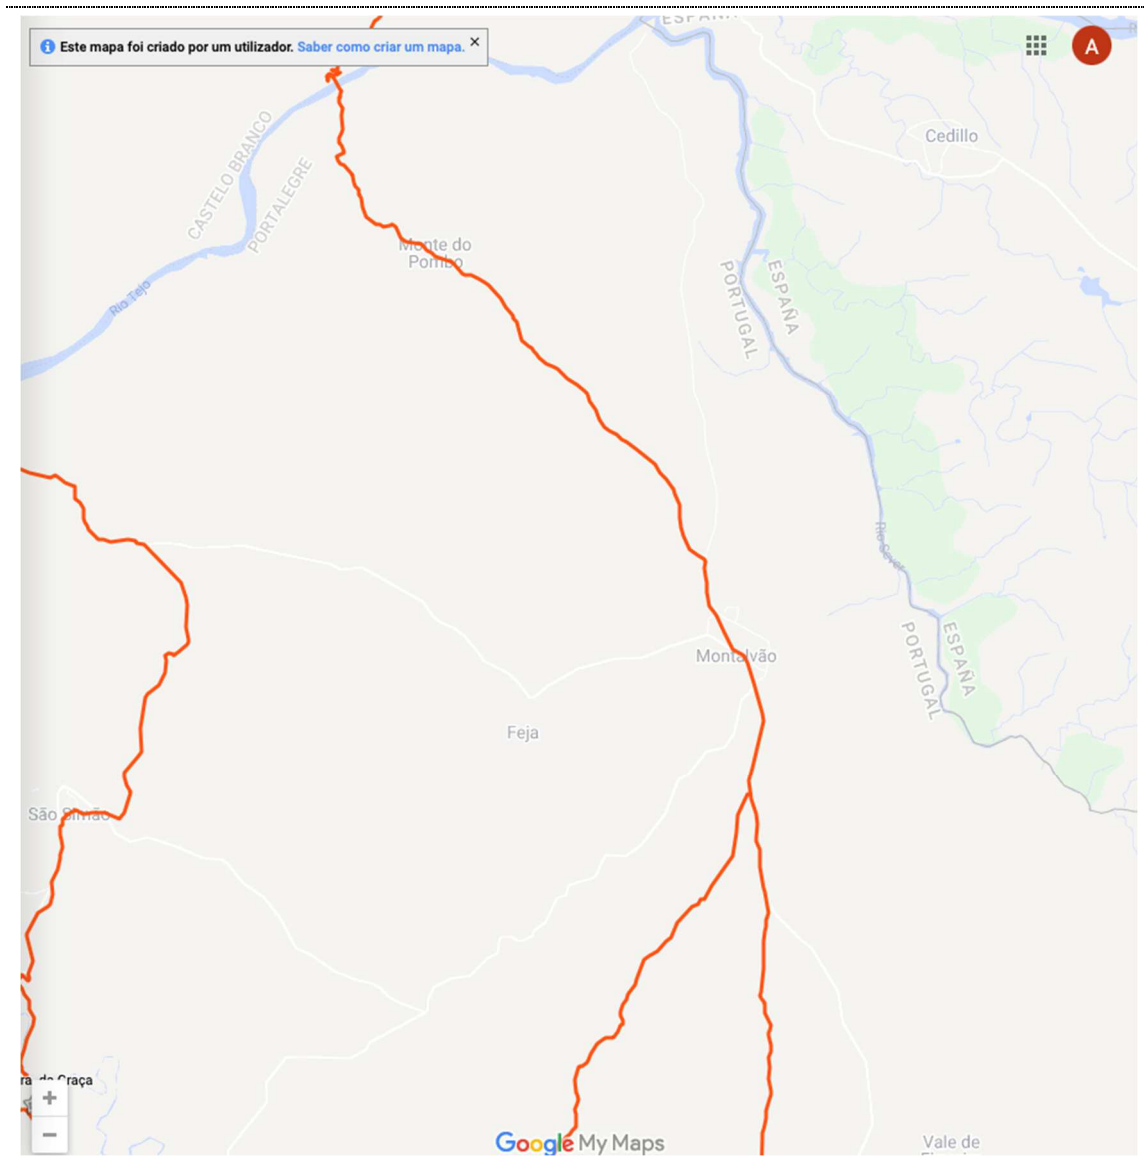 ESPAÑA
Este mapa foi criado por um utilizador. Saber como criar um mapa. ×
A
Cedillo
CASTELO BRANCO
PORTALEGRE
Monte do
Pombo
Rio Tejo
PORTUGAL
ESPAÑA
Rio Sever
PORTUGAL
ESPAÑA
Montalvão
Feja
São Simão
ra da Graça
+
−
Google My Maps
Vale de